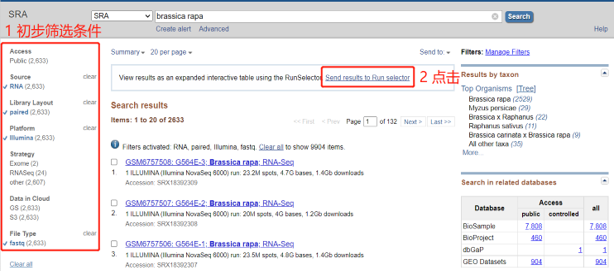 SRA
SRA
brassica rapa
Search
Create alert Advanced
Help
1 初步筛选条件
Access
Public (2,633)
Source clear
RNA (2,633)
Library Layout clear
paired (2,633)
Platform clear
Illumina (2,633)
Strategy
Exome (2)
RNASeq (24)
other (2,607)
Data in Cloud
GS (2,633)
S3 (2,633)
File Type clear
fastq (2,633)
Clear all
Summary 20 per page Send to:
View results as an expanded interactive table using the RunSelector. Send results to Run selector
2 点击
Search results
Items: 1 to 20 of 2633
<< First < Prev Page 1 of 132 Next > Last >>
Filters activated: RNA, paired, Illumina, fastq. Clear all to show 9904 items.
GSM6757508: G564E-3; Brassica rapa; RNA-Seq
1. 1 ILLUMINA (Illumina NovaSeq 6000) run: 23.2M spots, 4.7G bases, 1.4Gb downloads
Accession: SRX18392309
GSM6757507: G564E-2; Brassica rapa; RNA-Seq
2. 1 ILLUMINA (Illumina NovaSeq 6000) run: 20M spots, 4G bases, 1.2Gb downloads
Accession: SRX18392308
GSM6757506: G564E-1; Brassica rapa; RNA-Seq
3. 1 ILLUMINA (Illumina NovaSeq 6000) run: 23.9M spots, 4.8G bases, 1.4Gb downloads
Accession: SRX18392307
Filters: Manage Filters
Results by taxon
Top Organisms [Tree]
Brassica rapa (2529)
Myzus persicae (29)
Brassica x Raphanus (22)
Raphanus sativus (11)
Brassica cannata x Brassica rapa (9)
All other taxa (35)
More...
Search in related databases
Database Access all
public controlled
BioSample 7,808 7,808
BioProject 460 460
dbGaP 1 1
GEO Datasets 904 904